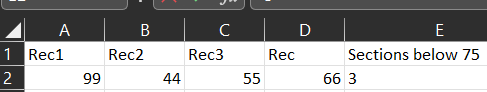 A B C D E
1 Rec1 Rec2 Rec3 Rec Sections below 75
2 99 44 55 66 3